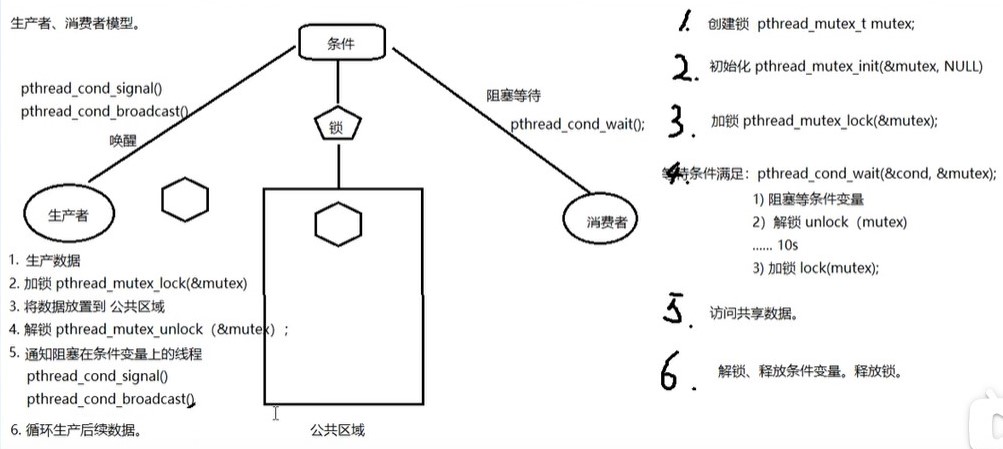 生产者、消费者模型。
条件
pthread_cond_signal()
pthread_cond_broadcast()
唤醒
锁
阻塞等待
pthread_cond_wait();
生产者
消费者
1. 生产数据
2. 加锁 pthread_mutex_lock(&mutex)
3. 将数据放置到 公共区域
4. 解锁 pthread_mutex_unlock（&mutex）;
5. 通知阻塞在条件变量上的线程
pthread_cond_signal()
pthread_cond_broadcast()
6. 循环生产后续数据。
公共区域
1. 创建锁 pthread_mutex_t mutex;
2. 初始化 pthread_mutex_init(&mutex, NULL)
3. 加锁 pthread_mutex_lock(&mutex);
4. 等待条件满足：pthread_cond_wait(&cond, &mutex);
1) 阻塞等条件变量
2）解锁 unlock（mutex)
...... 10s
3) 加锁 lock(mutex);
5. 访问共享数据。
6. 解锁、释放条件变量。释放锁。